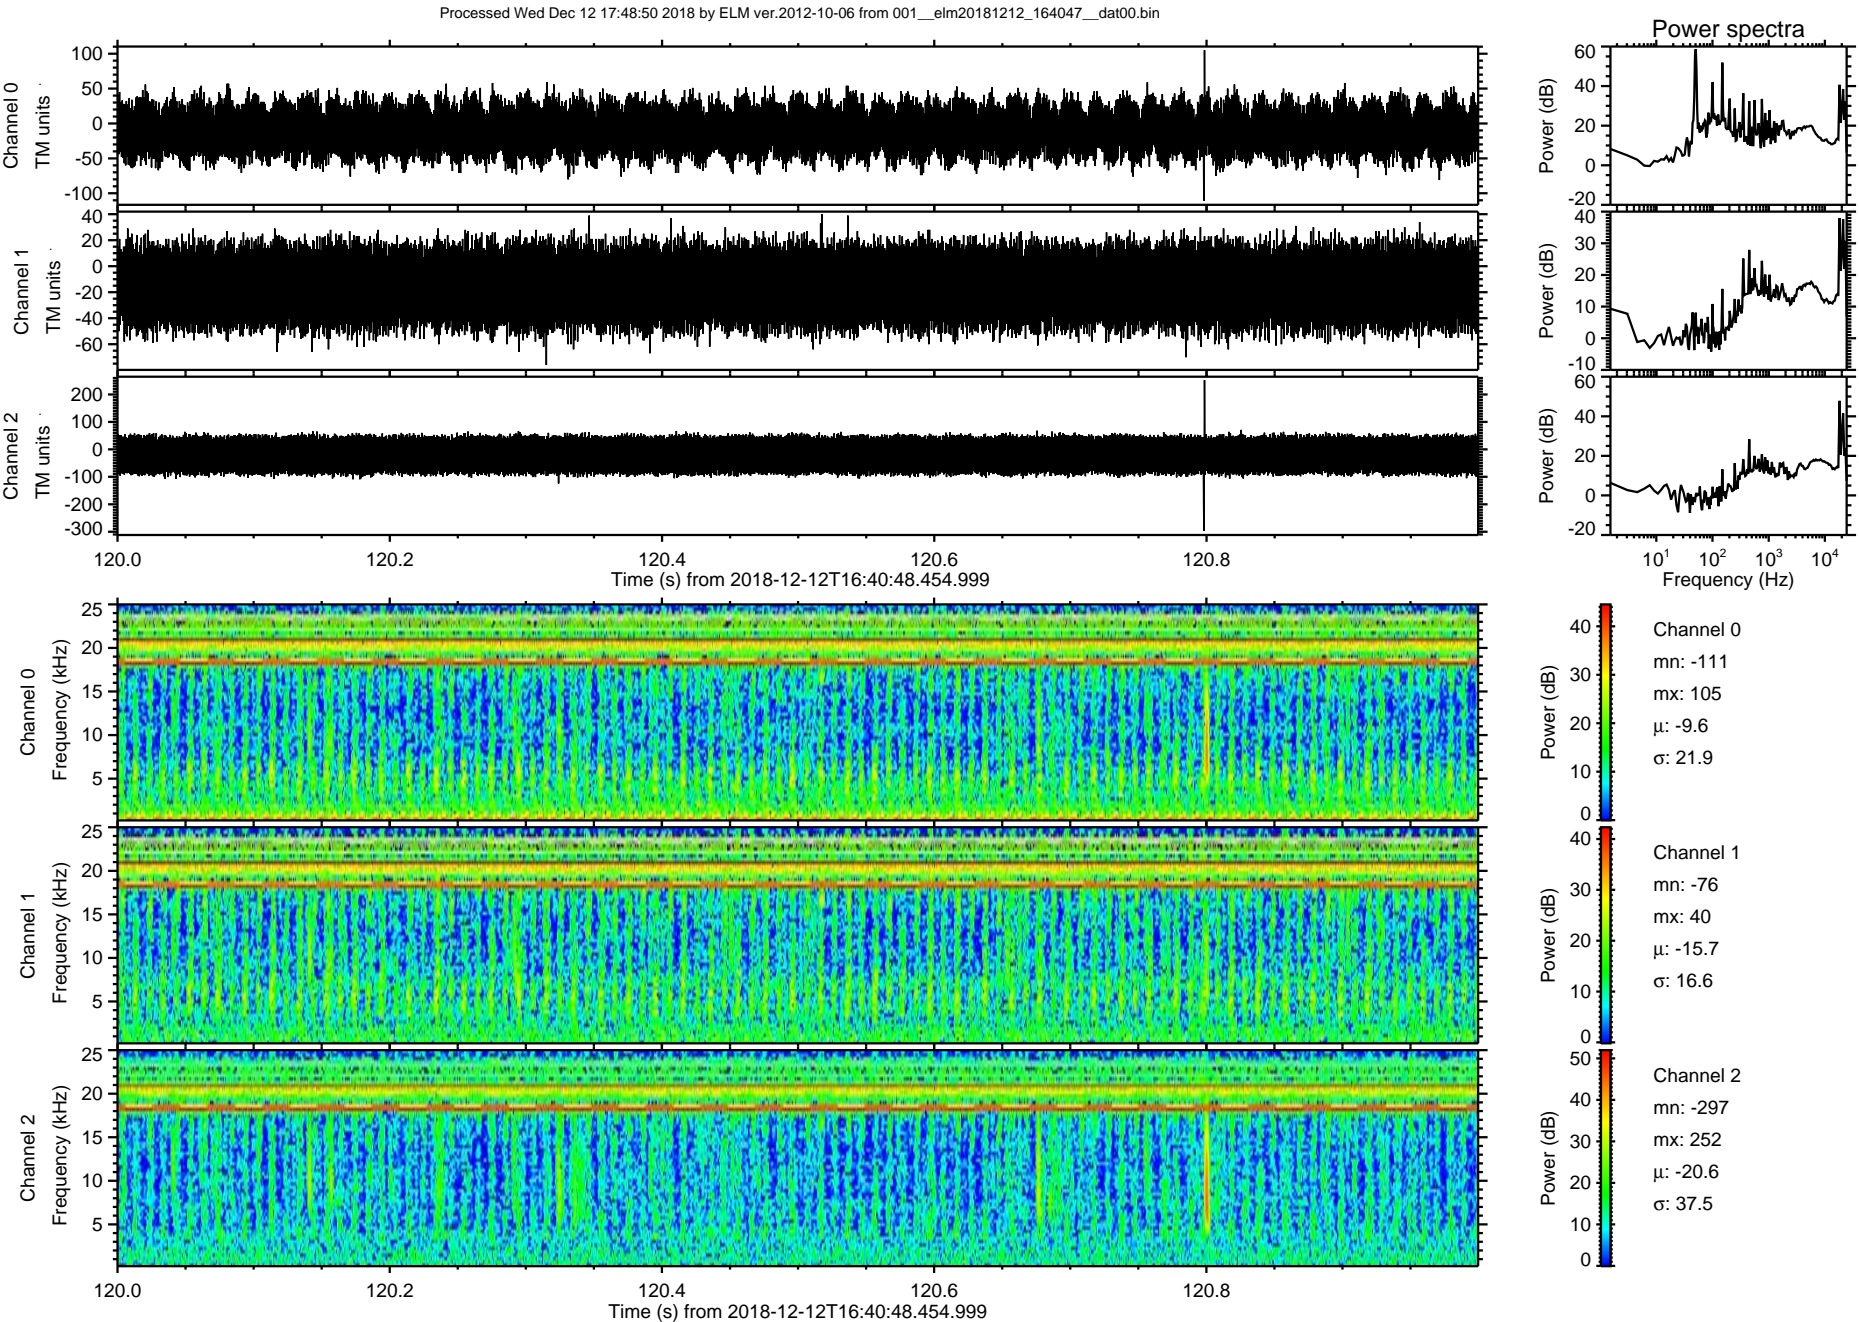 Processed Wed Dec 12 17:48:50 2018 by ELM ver.2012-10-06 from 001__elm20181212_164047__dat00.bin
Power spectra
Channel 0
TM units
100
50
0
-50
-100
Power (dB)
60
40
20
0
-20
Channel 1
TM units
40
20
0
-20
-40
-60
Power (dB)
40
30
20
10
0
-10
Channel 2
TM units
200
100
0
-100
-200
-300
Power (dB)
60
40
20
0
-20
120.0 120.2 120.4 120.6 120.8
Time (s) from 2018-12-12T16:40:48.454.999
10¹ 10² 10³ 10⁴
Frequency (Hz)
Channel 0
Frequency (kHz)
25
20
15
10
5
Power (dB)
40
30
20
10
0
Channel 0
mn: -111
mx: 105
μ: -9.6
σ: 21.9
Channel 1
Frequency (kHz)
25
20
15
10
5
Power (dB)
40
30
20
10
0
Channel 1
mn: -76
mx: 40
μ: -15.7
σ: 16.6
Channel 2
Frequency (kHz)
25
20
15
10
5
Power (dB)
50
40
30
20
10
0
Channel 2
mn: -297
mx: 252
μ: -20.6
σ: 37.5
120.0 120.2 120.4 120.6 120.8
Time (s) from 2018-12-12T16:40:48.454.999